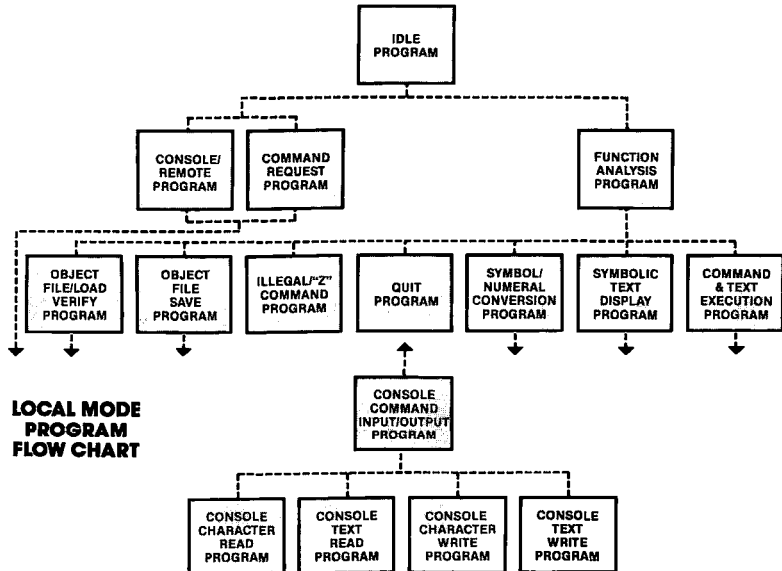 IDLE
PROGRAM
CONSOLE/
REMOTE
PROGRAM
COMMAND
REQUEST
PROGRAM
FUNCTION
ANALYSIS
PROGRAM
OBJECT
FILE/LOAD
VERIFY
PROGRAM
OBJECT
FILE
SAVE
PROGRAM
ILLEGAL/"Z"
COMMAND
PROGRAM
QUIT
PROGRAM
SYMBOL/
NUMERAL
CONVERSION
PROGRAM
SYMBOLIC
TEXT
DISPLAY
PROGRAM
COMMAND
& TEXT
EXECUTION
PROGRAM
LOCAL MODE
PROGRAM
FLOW CHART
CONSOLE
COMMAND
INPUT/OUTPUT
PROGRAM
CONSOLE
CHARACTER
READ
PROGRAM
CONSOLE
TEXT
READ
PROGRAM
CONSOLE
CHARACTER
WRITE
PROGRAM
CONSOLE
TEXT
WRITE
PROGRAM